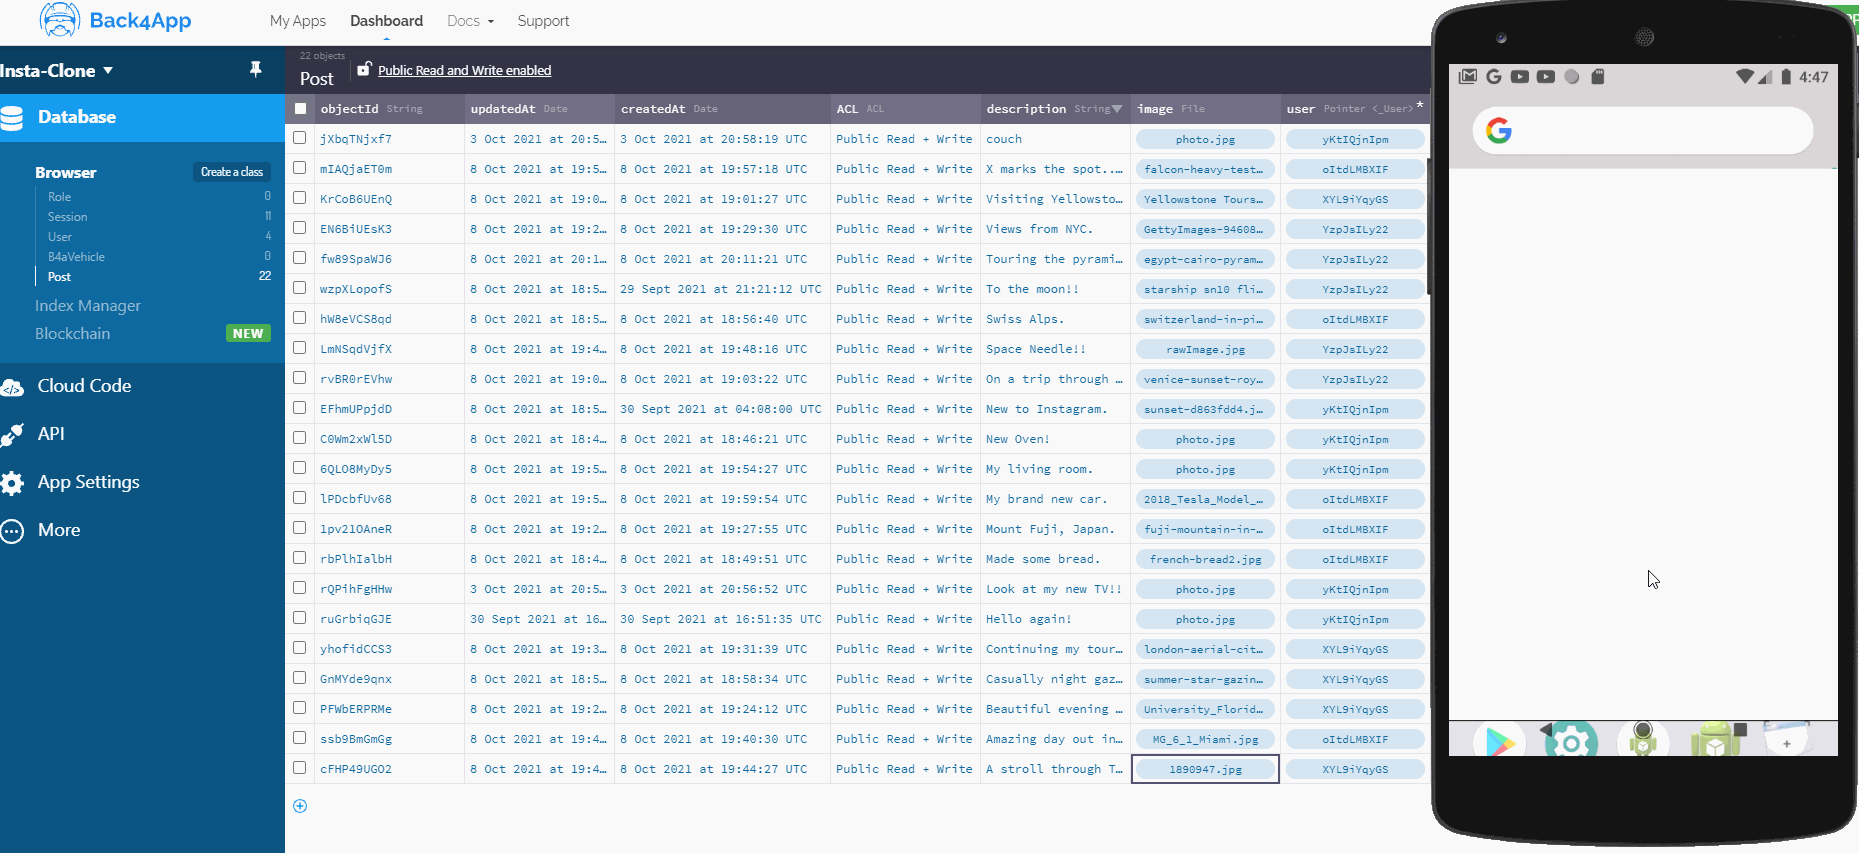 Back4App
My Apps Dashboard Docs Support
Insta-Clone
22 objects
Post Public Read and Write enabled
Database
Browser Create a class
Role 0
Session 11
User 4
B4aVehicle 0
Post 22
Index Manager
Blockchain NEW
Cloud Code
API
App Settings
More
objectId String updatedAt Date createdAt Date ACL ACL description String image File user Pointer <_User> *
jXbqTNjxf7 3 Oct 2021 at 20:5… 3 Oct 2021 at 20:58:19 UTC Public Read + Write couch photo.jpg yKtIQjnIpm
mIAQjaET0m 8 Oct 2021 at 19:5… 8 Oct 2021 at 19:57:18 UTC Public Read + Write X marks the spot..… falcon-heavy-test… oItdLMBXIF
KrCoB6UEnQ 8 Oct 2021 at 19:0… 8 Oct 2021 at 19:01:27 UTC Public Read + Write Visiting Yellowsto… Yellowstone Tours… XYL9iYqyGS
EN6BiUEsK3 8 Oct 2021 at 19:2… 8 Oct 2021 at 19:29:30 UTC Public Read + Write Views from NYC. GettyImages-94608… YzpJsILy22
fw89SpaWJ6 8 Oct 2021 at 20:1… 8 Oct 2021 at 20:11:21 UTC Public Read + Write Touring the pyrami… egypt-cairo-pyram… YzpJsILy22
wzpXLopofS 8 Oct 2021 at 18:5… 29 Sept 2021 at 21:21:12 UTC Public Read + Write To the moon!! starship sn10 fli… YzpJsILy22
hW8eVCS8qd 8 Oct 2021 at 18:5… 8 Oct 2021 at 18:56:40 UTC Public Read + Write Swiss Alps. switzerland-in-pi… oItdLMBXIF
LmNSqdVjfX 8 Oct 2021 at 19:4… 8 Oct 2021 at 19:48:16 UTC Public Read + Write Space Needle!! rawImage.jpg YzpJsILy22
rvBR0rEVhw 8 Oct 2021 at 19:0… 8 Oct 2021 at 19:03:22 UTC Public Read + Write On a trip through … venice-sunset-roy… YzpJsILy22
EFhmUPpjdD 8 Oct 2021 at 18:5… 30 Sept 2021 at 04:08:00 UTC Public Read + Write New to Instagram. sunset-d863fdd4.j… yKtIQjnIpm
C0Wm2xWl5D 8 Oct 2021 at 18:4… 8 Oct 2021 at 18:46:21 UTC Public Read + Write New Oven! photo.jpg yKtIQjnIpm
6QLO8MyDy5 8 Oct 2021 at 19:5… 8 Oct 2021 at 19:54:27 UTC Public Read + Write My living room. photo.jpg yKtIQjnIpm
lPDcbfUv68 8 Oct 2021 at 19:5… 8 Oct 2021 at 19:59:54 UTC Public Read + Write My brand new car. 2018_Tesla_Model_… oItdLMBXIF
1pv2lOAneR 8 Oct 2021 at 19:2… 8 Oct 2021 at 19:27:55 UTC Public Read + Write Mount Fuji, Japan. fuji-mountain-in-… oItdLMBXIF
rbPlhIalbH 8 Oct 2021 at 18:4… 8 Oct 2021 at 18:49:51 UTC Public Read + Write Made some bread. french-bread2.jpg oItdLMBXIF
rQPihFgHHw 3 Oct 2021 at 20:5… 3 Oct 2021 at 20:56:52 UTC Public Read + Write Look at my new TV!! photo.jpg yKtIQjnIpm
ruGrbiqGJE 30 Sept 2021 at 16… 30 Sept 2021 at 16:51:35 UTC Public Read + Write Hello again! photo.jpg yKtIQjnIpm
yhofidCCS3 8 Oct 2021 at 19:3… 8 Oct 2021 at 19:31:39 UTC Public Read + Write Continuing my tour… london-aerial-cit… XYL9iYqyGS
GnMYde9qnx 8 Oct 2021 at 18:5… 8 Oct 2021 at 18:58:34 UTC Public Read + Write Casually night gaz… summer-star-gazin… XYL9iYqyGS
PFWbERPRMe 8 Oct 2021 at 19:2… 8 Oct 2021 at 19:24:12 UTC Public Read + Write Beautiful evening … University_Florid… XYL9iYqyGS
ssb9BmGmGg 8 Oct 2021 at 19:4… 8 Oct 2021 at 19:40:30 UTC Public Read + Write Amazing day out in… MG_6_1_Miami.jpg oItdLMBXIF
cFHP49UGO2 8 Oct 2021 at 19:4… 8 Oct 2021 at 19:44:27 UTC Public Read + Write A stroll through T… 1890947.jpg XYL9iYqyGS
4:47